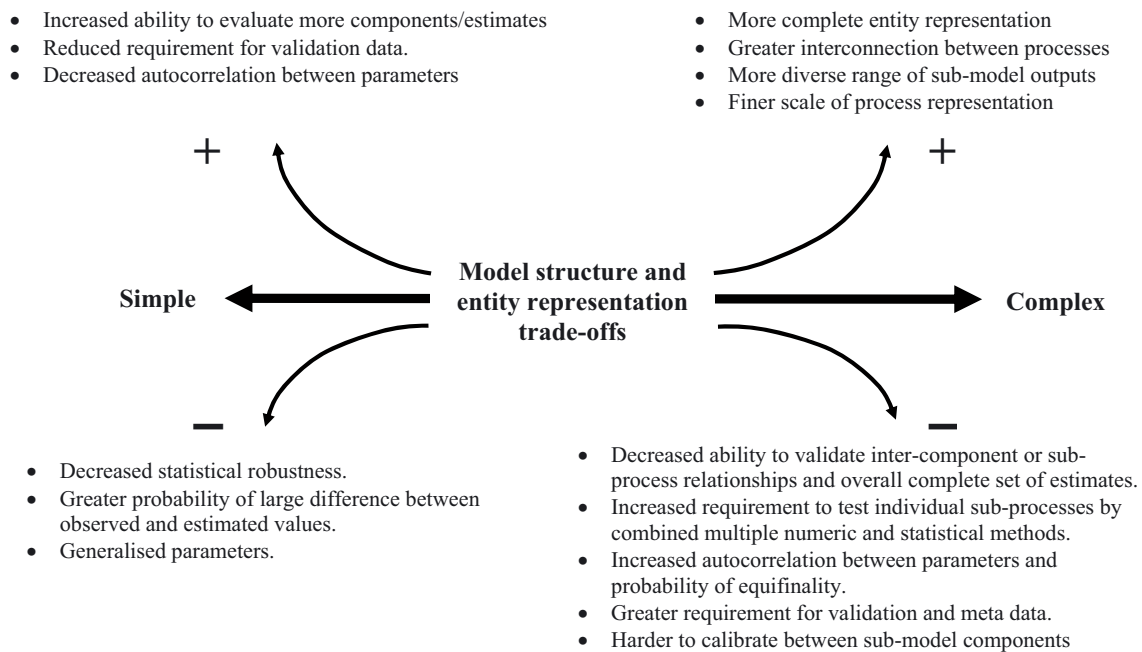 • Increased ability to evaluate more components/estimates
• Reduced requirement for validation data.
• Decreased autocorrelation between parameters
• More complete entity representation
• Greater interconnection between processes
• More diverse range of sub-model outputs
• Finer scale of process representation
+
+
Simple
Model structure and
entity representation
trade-offs
Complex
–
–
• Decreased statistical robustness.
• Greater probability of large difference between
observed and estimated values.
• Generalised parameters.
• Decreased ability to validate inter-component or sub-
process relationships and overall complete set of estimates.
• Increased requirement to test individual sub-processes by
combined multiple numeric and statistical methods.
• Increased autocorrelation between parameters and
probability of equifinality.
• Greater requirement for validation and meta data.
• Harder to calibrate between sub-model components